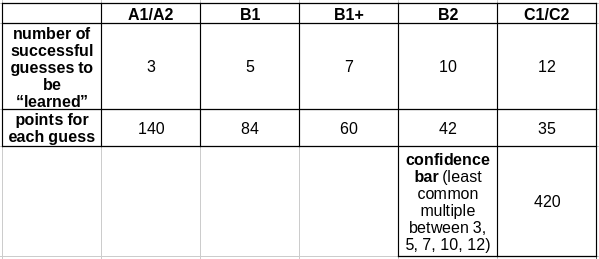 A1/A2 B1 B1+ B2 C1/C2
number of
successful
guesses to
be
“learned”
3 5 7 10 12
points for
each guess
140 84 60 42 35
confidence
bar (least
common
multiple
between 3,
5, 7, 10, 12)
420